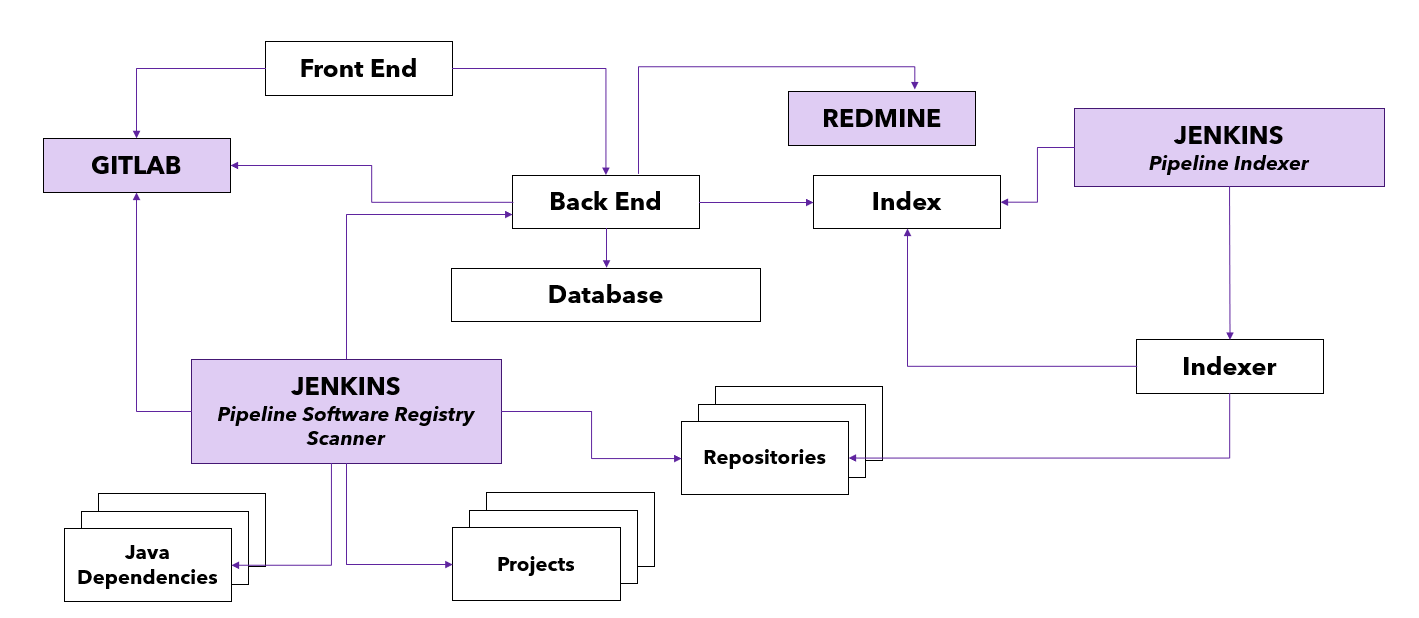 Front End
REDMINE
JENKINS
Pipeline Indexer
GITLAB
Back End
Index
Database
Indexer
JENKINS
Pipeline Software Registry
Scanner
Repositories
Java
Dependencies
Projects